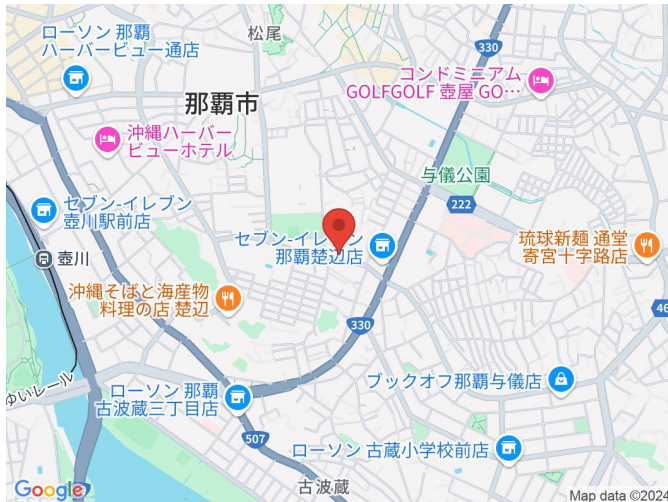 ローソン 那覇
ハーバービュー通店
松尾
330
コンドミニアム
GOLFGOLF 壺屋 GO…
那覇市
沖縄ハーバー
ビューホテル
与儀公園
222
セブン-イレブン
壺川駅前店
壺川
セブン-イレブン
那覇楚辺店
琉球新麺 通堂
寄宮十字路店
沖縄そばと海産物
料理の店 楚辺
46
330
ゆいレール
ローソン 那覇
古波蔵三丁目店
ブックオフ那覇与儀店
507
ローソン 古蔵小学校前店
古波蔵
Google
Map data ©2024